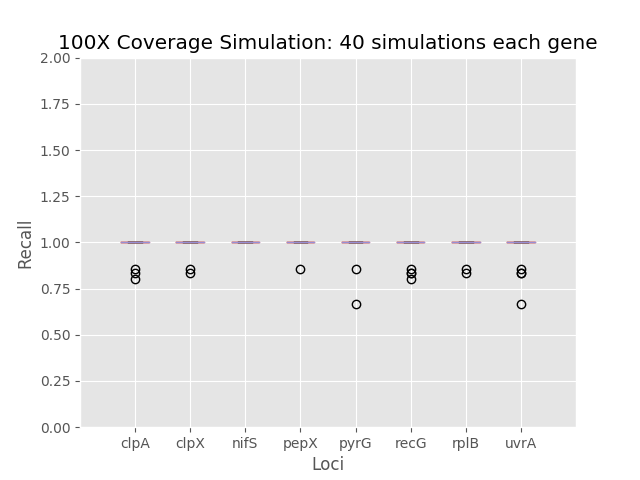 100X Coverage Simulation: 40 simulations each gene
2.00
1.75
1.50
1.25
1.00
0.75
0.50
0.25
0.00
Recall
clpA clpX nifS pepX pyrG recG rplB uvrA
Loci